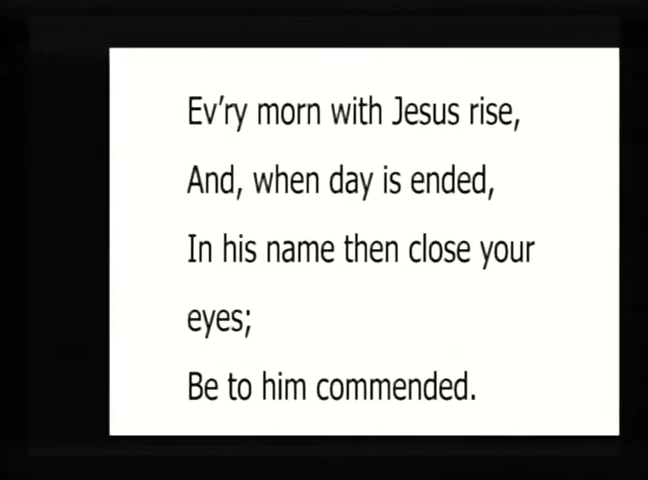 Ev’ry morn with Jesus rise,
And, when day is ended,
In his name then close your
eyes;
Be to him commended.